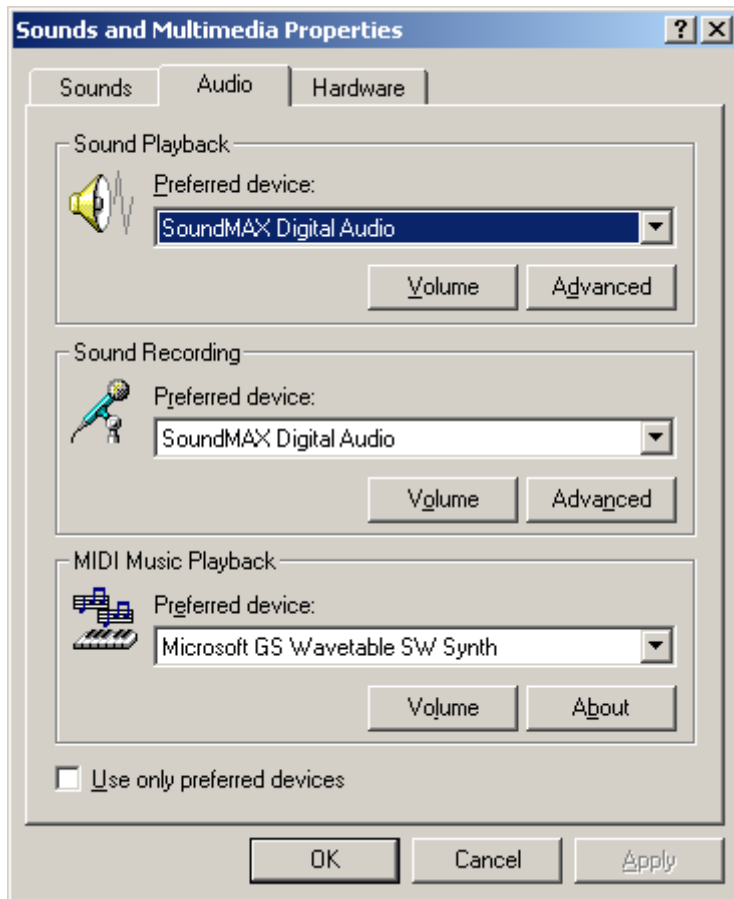 Sounds and Multimedia Properties
Sounds Audio Hardware
Sound Playback
Preferred device:
SoundMAX Digital Audio
Volume Advanced
Sound Recording
Preferred device:
SoundMAX Digital Audio
Volume Advanced
MIDI Music Playback
Preferred device:
Microsoft GS Wavetable SW Synth
Volume About
Use only preferred devices
OK Cancel Apply